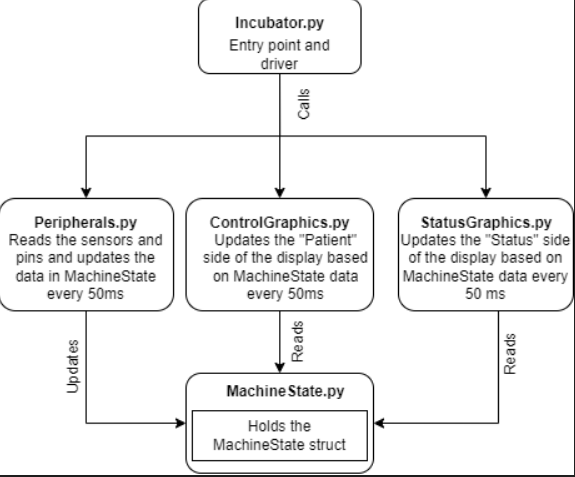 Incubator.py
Entry point and
driver
Calls
Peripherals.py
Reads the sensors and
pins and updates the
data in MachineState
every 50ms
ControlGraphics.py
Updates the "Patient"
side of the display based
on MachineState data
every 50ms
StatusGraphics.py
Updates the "Status" side
of the display based on
MachineState data every
50 ms
Updates
Reads
Reads
MachineState.py
Holds the
MachineState struct